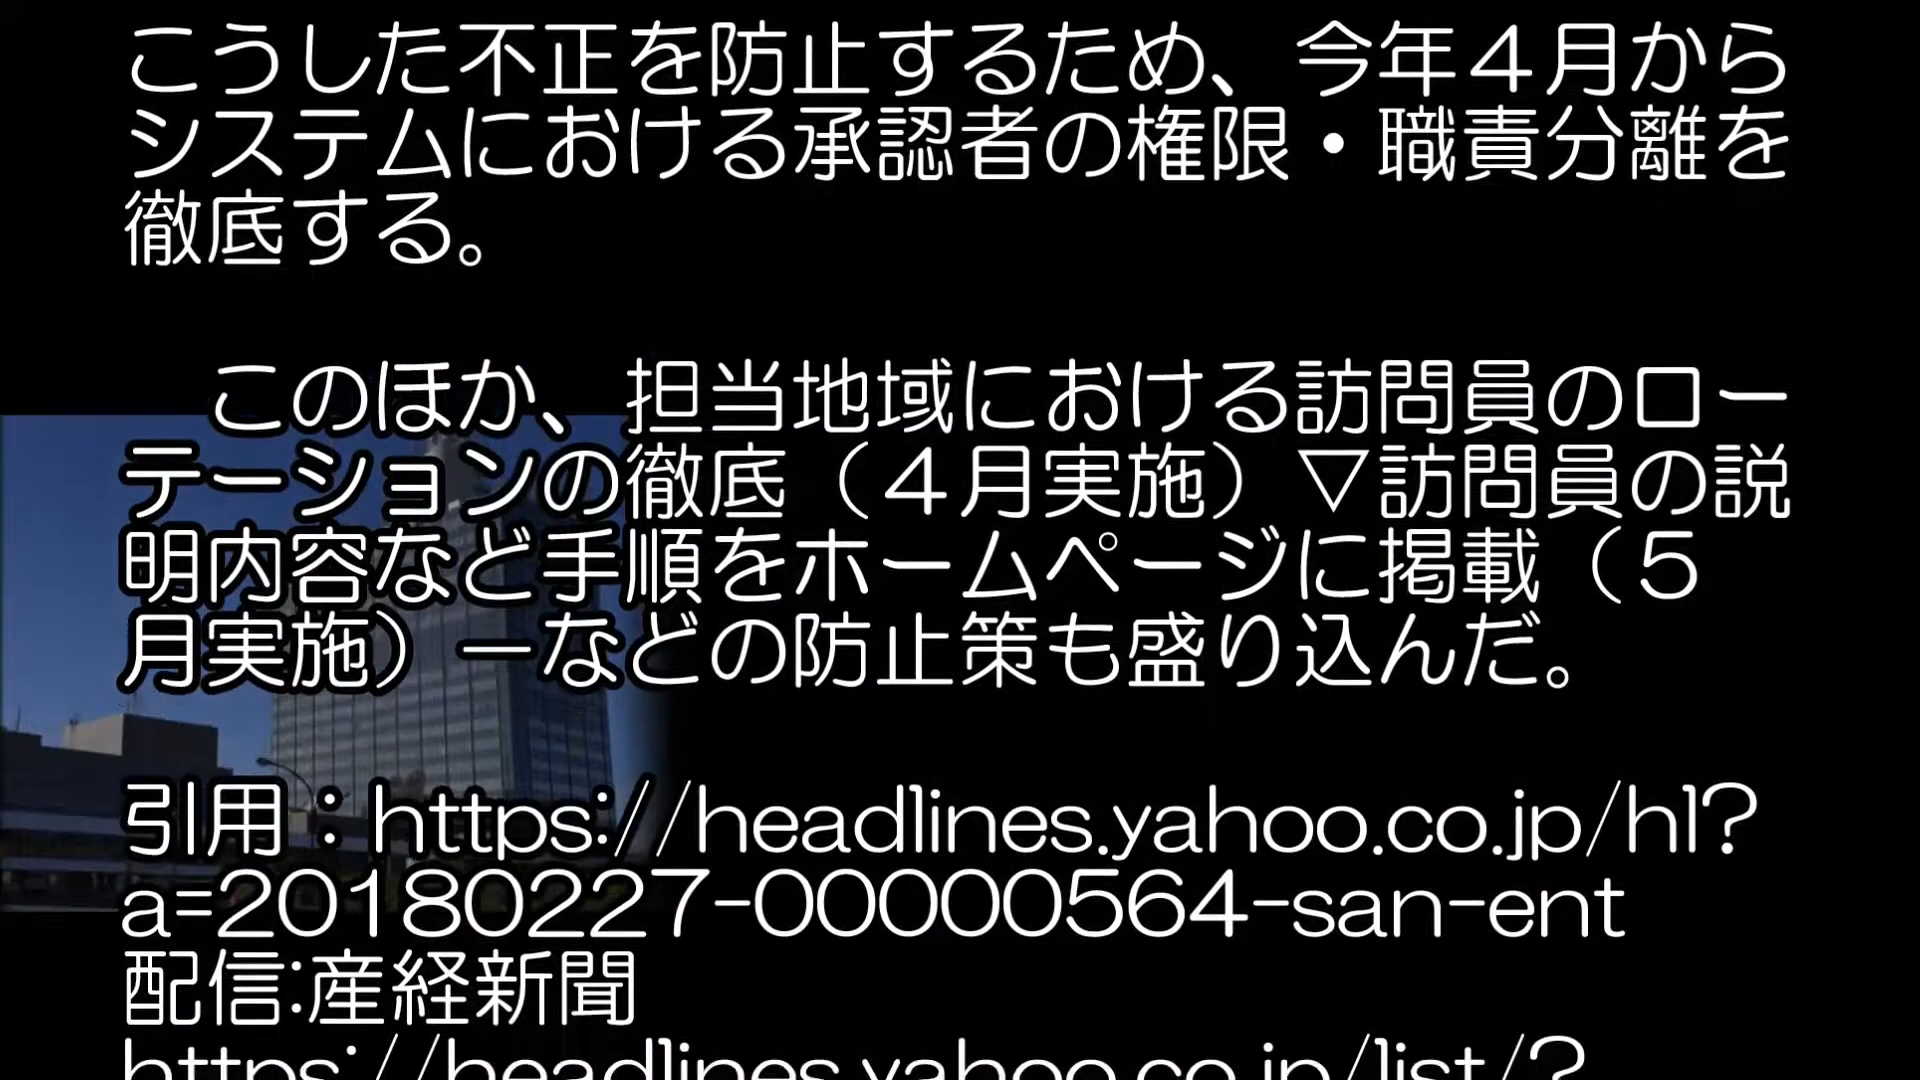 こうした不正を防止するため、今年４月から
システムにおける承認者の権限・職責分離を
徹底する。
　このほか、担当地域における訪問員のロー
テーションの徹底（４月実施）▽訪問員の説
明内容など手順をホームページに掲載（５
月実施）－などの防止策も盛り込んだ。
引用：https://headlines.yahoo.co.jp/hl?
a=20180227-00000564-san-ent
配信:産経新聞
https://headlines.yahoo.co.jp/list/?